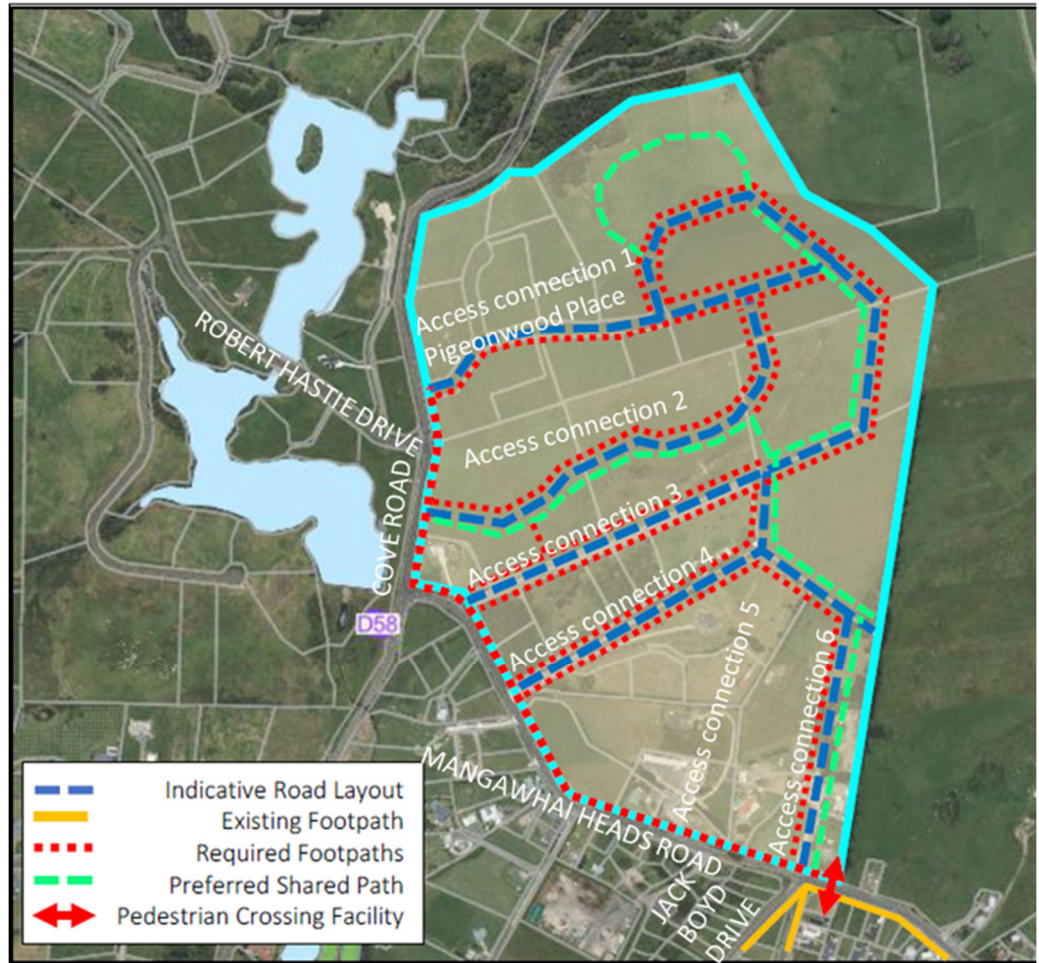 Access connection 1
Pigeonwood Place
ROBERT HASTIE DRIVE
Access connection 2
COVE ROAD
Access connection 3
Access connection 4
D58
Access connection 5
Access connection 6
MANGAWHAI HEADS ROAD
JACK
BOYD
DRIVE
Indicative Road Layout
Existing Footpath
Required Footpaths
Preferred Shared Path
Pedestrian Crossing Facility